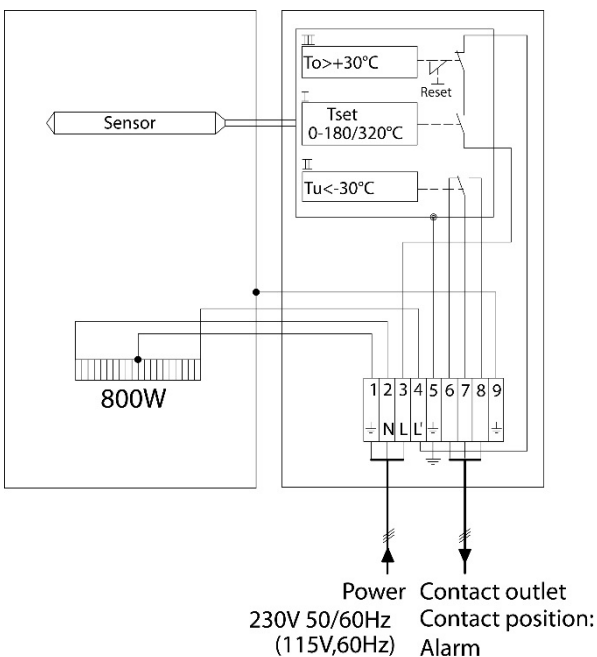 III
To>+30°C
Reset
I
Tset
0-180/320°C
Sensor
II
Tu<-30°C
800W
1 2 3 4 5 6 7 8 9
N L L'
Power
230V 50/60Hz
(115V,60Hz)
Contact outlet
Contact position:
Alarm